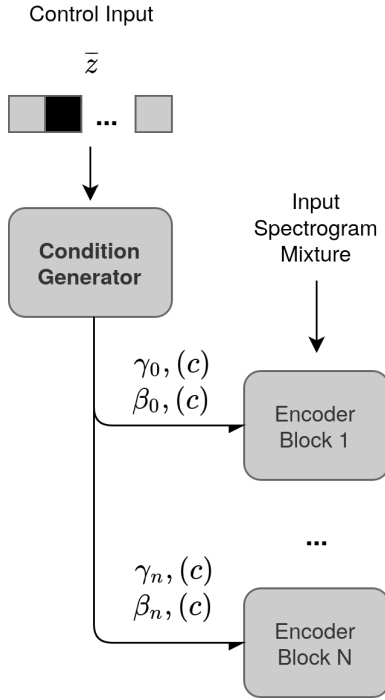 Control Input
z̅
...
Condition
Generator
Input
Spectrogram
Mixture
γ₀, (c)
β₀, (c)
Encoder
Block 1
...
γₙ, (c)
βₙ, (c)
Encoder
Block N